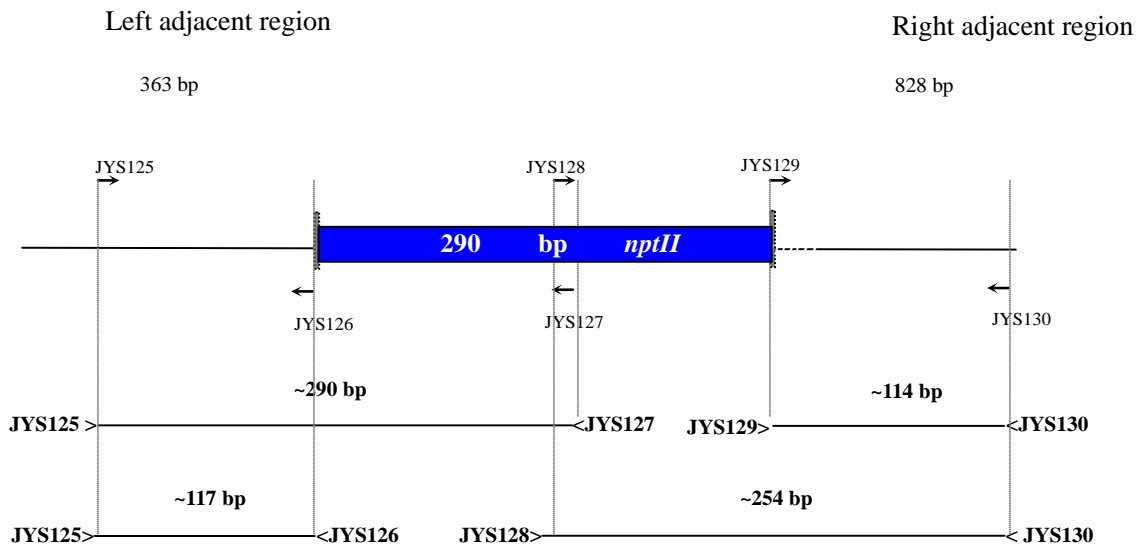 Left adjacent region Right adjacent region
363 bp 828 bp
JYS125 JYS128 JYS129
290 bp nptII
JYS126 JYS127 JYS130
~290 bp ~114 bp
JYS125 > <JYS127 JYS129> <JYS130
~117 bp ~254 bp
JYS125> <JYS126 JYS128> < JYS130